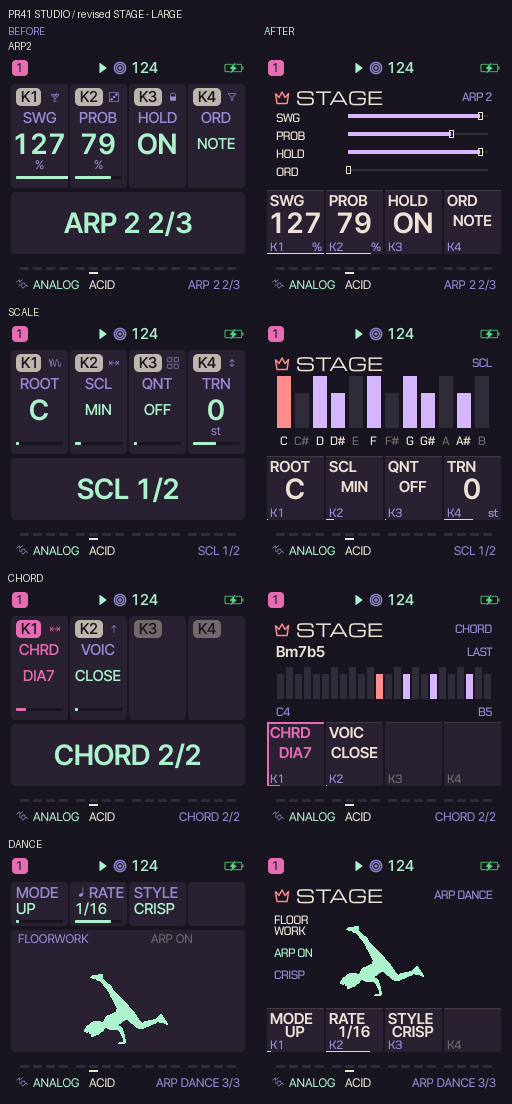 PR41 STUDIO / revised STAGE - LARGE
BEFORE
AFTER
ARP2
1 124
K1 K2 K3 K4
SWG PROB HOLD ORD
127 79 ON NOTE
% %
ARP 2 2/3
ANALOG ACID ARP 2 2/3
1 124
STAGE ARP 2
SWG
PROB
HOLD
ORD
SWG PROB HOLD ORD
127 79 ON NOTE
K1 % K2 % K3 K4
ANALOG ACID ARP 2 2/3
SCALE
1 124
K1 K2 K3 K4
ROOT SCL QNT TRN
C MIN OFF 0
st
SCL 1/2
ANALOG ACID SCL 1/2
1 124
STAGE SCL
C C# D D# E F F# G G# A A# B
ROOT SCL QNT TRN
C MIN OFF 0
K1 K2 K3 K4 st
ANALOG ACID SCL 1/2
CHORD
1 124
K1 K2 K3 K4
CHRD VOIC
DIA7 CLOSE
CHORD 2/2
ANALOG ACID CHORD 2/2
1 124
STAGE CHORD
Bm7b5 LAST
C4 B5
CHRD VOIC
DIA7 CLOSE
K1 K2 K3 K4
ANALOG ACID CHORD 2/2
DANCE
1 124
MODE RATE STYLE
UP 1/16 CRISP
FLOORWORK ARP ON
ANALOG ACID ARP DANCE 3/3
1 124
STAGE ARP DANCE
FLOOR
WORK
ARP ON
CRISP
MODE RATE STYLE
UP 1/16 CRISP
K1 K2 K3 K4
ANALOG ACID ARP DANCE 3/3